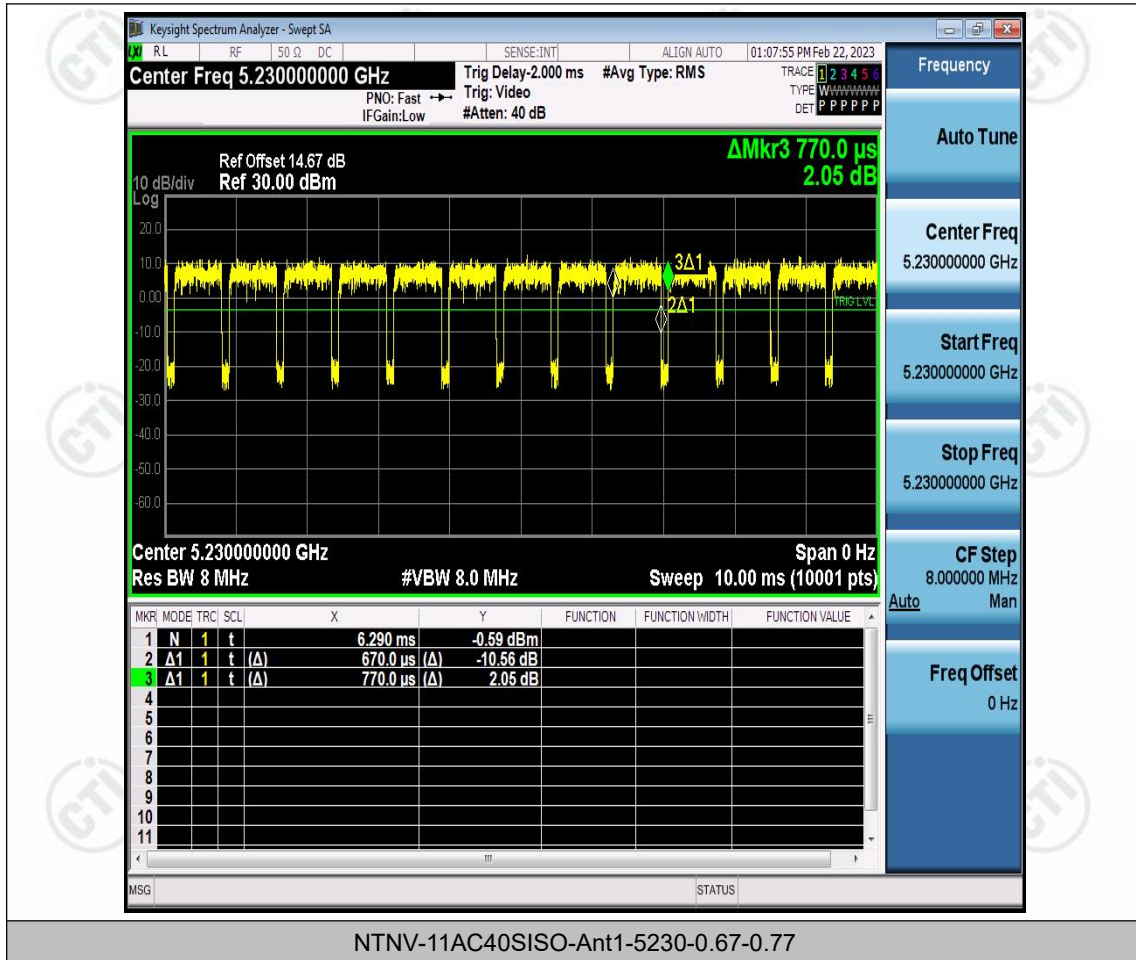 Keysight Spectrum Analyzer - Swept SA
LXI RL RF 50 Ω DC SENSE:INT ALIGN AUTO 01:07:55 PM Feb 22, 2023
Center Freq 5.230000000 GHz
PNO: Fast
IFGain:Low
Trig Delay-2.000 ms
Trig: Video
#Atten: 40 dB
#Avg Type: RMS
TRACE 1 2 3 4 5 6
TYPE WWWWWW
DET P P P P P P
ΔMkr3 770.0 µs
2.05 dB
Ref Offset 14.67 dB
10 dB/div Ref 30.00 dBm
Log
20.0
10.0
0.00
-10.0
-20.0
-30.0
-40.0
-50.0
-60.0
3Δ1
2Δ1
TRIG LVL
Center 5.230000000 GHz Span 0 Hz
Res BW 8 MHz #VBW 8.0 MHz Sweep 10.00 ms (10001 pts)
MKR MODE TRC SCL X Y FUNCTION FUNCTION WIDTH FUNCTION VALUE
1 N 1 t 6.290 ms -0.59 dBm
2 Δ1 1 t (Δ) 670.0 µs (Δ) -10.56 dB
3 Δ1 1 t (Δ) 770.0 µs (Δ) 2.05 dB
4
5
6
7
8
9
10
11
MSG STATUS
Frequency
Auto Tune
Center Freq
5.230000000 GHz
Start Freq
5.230000000 GHz
Stop Freq
5.230000000 GHz
CF Step
8.000000 MHz
Auto Man
Freq Offset
0 Hz
CTI
CTI
CTI
CTI
CTI
CTI
NTNV-11AC40SISO-Ant1-5230-0.67-0.77